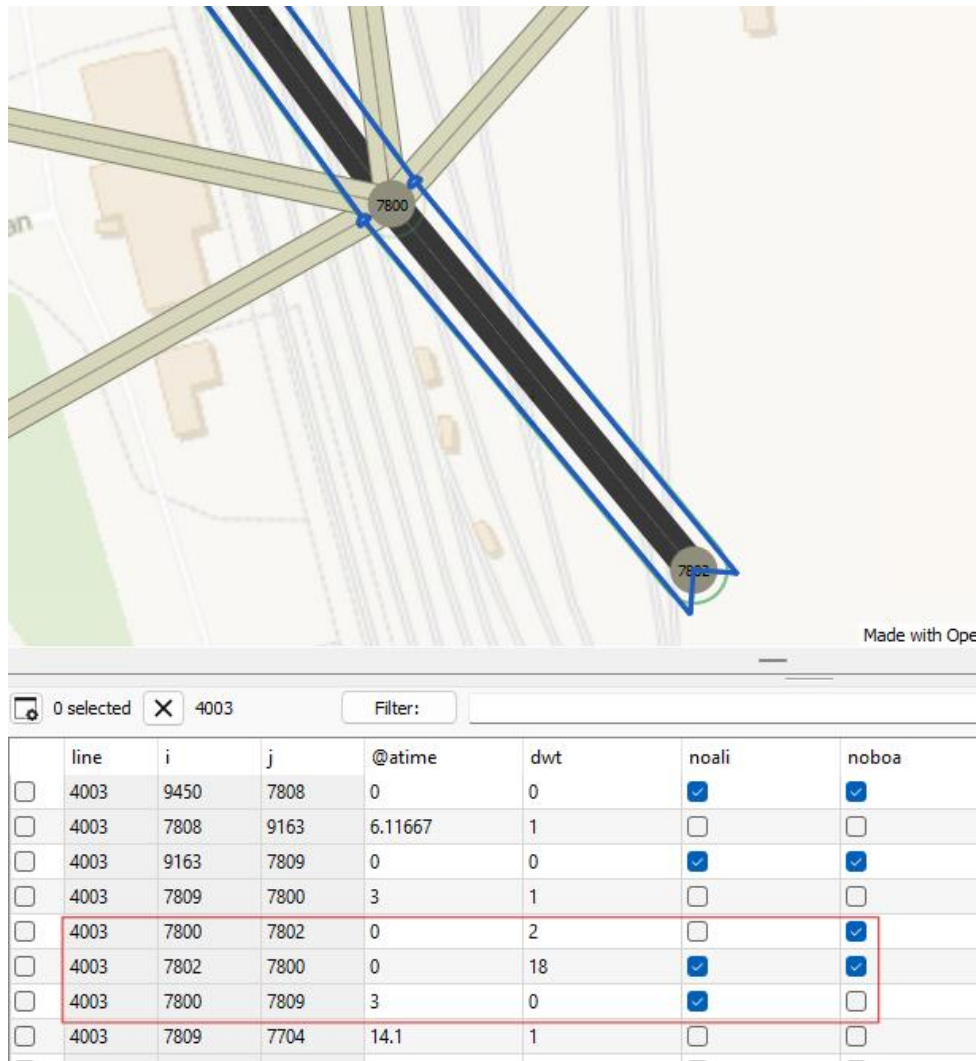 an
7800
7802
Made with Ope
0 selected 4003 Filter:
line i j @atime dwt noali noboa
4003 9450 7808 0 0
4003 7808 9163 6.11667 1
4003 9163 7809 0 0
4003 7809 7800 3 1
4003 7800 7802 0 2
4003 7802 7800 0 18
4003 7800 7809 3 0
4003 7809 7704 14.1 1